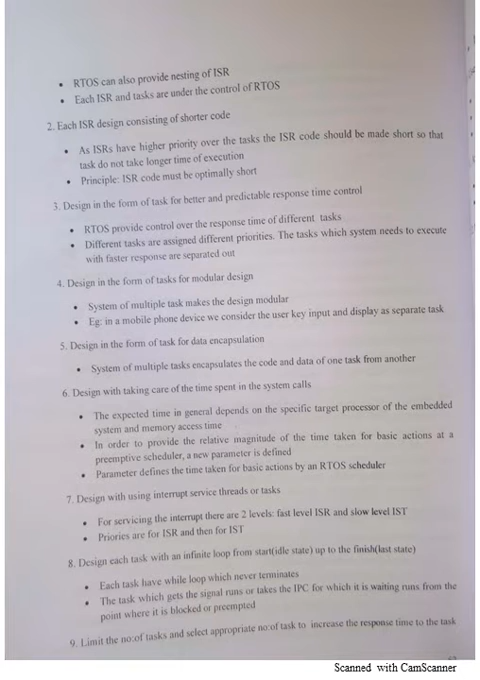 • RTOS can also provide nesting of ISR
• Each ISR and tasks are under the control of RTOS
2. Each ISR design consisting of shorter code
• As ISRs have higher priority over the tasks the ISR code should be made short so that
task do not take longer time of execution
• Principle: ISR code must be optimally short
3. Design in the form of task for better and predictable response time control
• RTOS provide control over the response time of different tasks
• Different tasks are assigned different priorities. The tasks which system needs to execute
with faster response are separated out
4. Design in the form of tasks for modular design
• System of multiple task makes the design modular
• Eg: in a mobile phone device we consider the user key input and display as separate task
5. Design in the form of task for data encapsulation
• System of multiple tasks encapsulates the code and data of one task from another
6. Design with taking care of the time spent in the system calls
• The expected time in general depends on the specific target processor of the embedded
system and memory access time
• In order to provide the relative magnitude of the time taken for basic actions at a
preemptive scheduler, a new parameter is defined
• Parameter defines the time taken for basic actions by an RTOS scheduler
7. Design with using interrupt service threads or tasks
• For servicing the interrupt there are 2 levels: fast level ISR and slow level IST
• Priories are for ISR and then for IST
8. Design each task with an infinite loop from start(idle state) up to the finish(last state)
• Each task have while loop which never terminates
• The task which gets the signal runs or takes the IPC for which it is waiting runs from the
point where it is blocked or preempted
9. Limit the no:of tasks and select appropriate no:of task to increase the response time to the task
Scanned with CamScanner